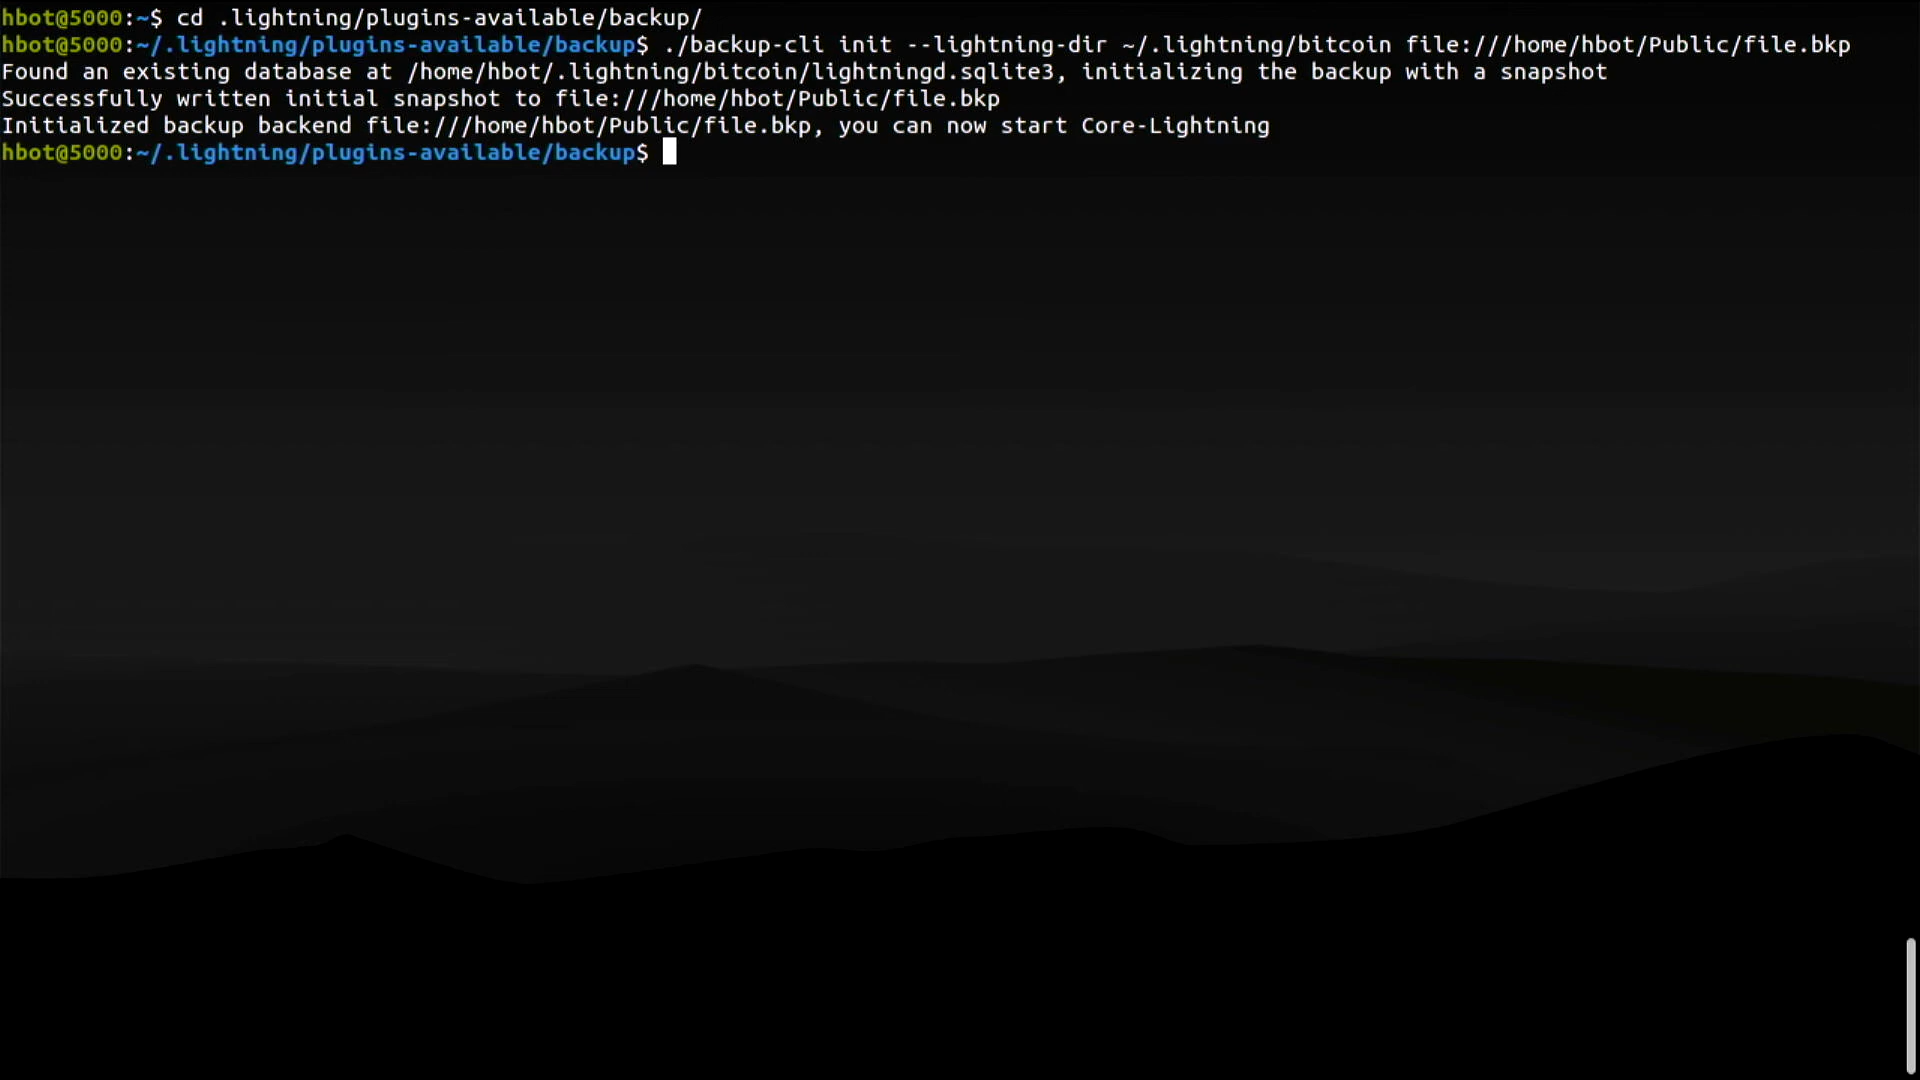 hbot@5000:~$ cd .lightning/plugins-available/backup/
hbot@5000:~/.lightning/plugins-available/backup$ ./backup-cli init --lightning-dir ~/.lightning/bitcoin file:///home/hbot/Public/file.bkp
Found an existing database at /home/hbot/.lightning/bitcoin/lightningd.sqlite3, initializing the backup with a snapshot
Successfully written initial snapshot to file:///home/hbot/Public/file.bkp
Initialized backup backend file:///home/hbot/Public/file.bkp, you can now start Core-Lightning
hbot@5000:~/.lightning/plugins-available/backup$